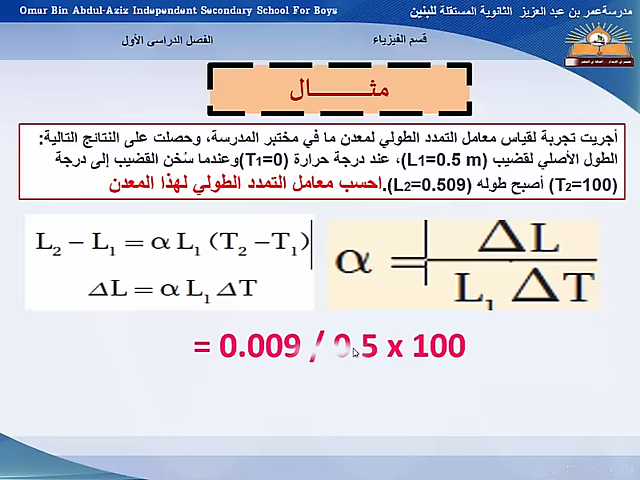 Omar Bin Abdul-Aziz Independent Secondary School For Boys
مدرسة عمر بن عبد العزيز الثانوية المستقلة للبنين
قسم الفيزياء
الفصل الدراسى الأول
مثـــــــال
أجريت تجربة لقياس معامل التمدد الطولي لمعدن ما في مختبر المدرسة، وحصلت على النتائج التالية:
الطول الأصلي لقضيب (L1=0.5 m)، عند درجة حرارة (T1=0)وعندما سُخن القضيب إلى درجة
(T2=100) أصبح طوله (L2=0.509).احسب معامل التمدد الطولي لهذا المعدن
L₂ – L₁ = α L₁ (T₂ –T₁)
ΔL = α L₁ ΔT
α = ΔL / L₁ ΔT
= 0.009 / 0.5 x 100